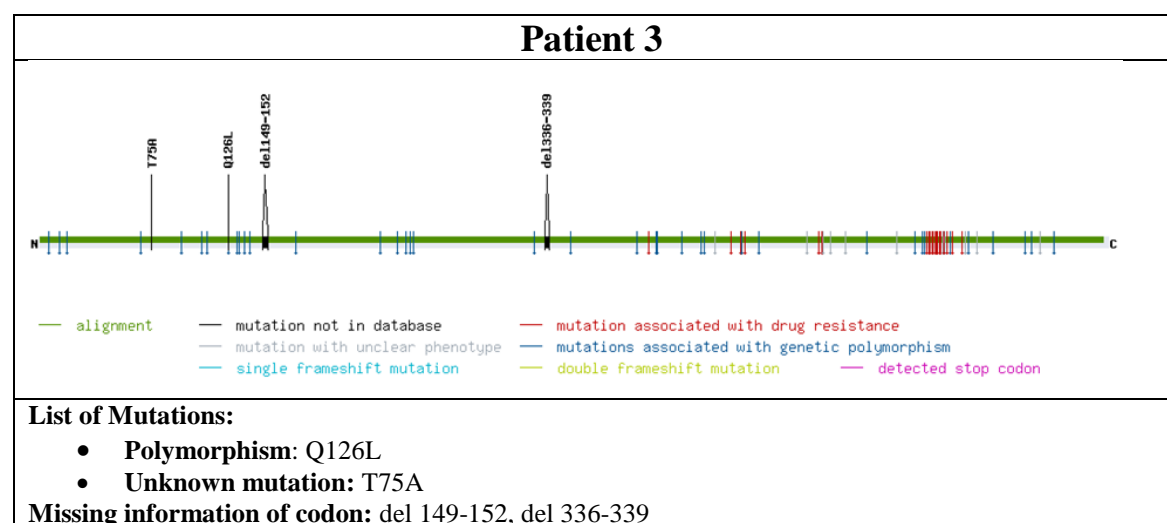 Patient 3
T75A
Q126L
del149-152
del336-339
N
C
alignment
mutation not in database
mutation associated with drug resistance
mutation with unclear phenotype
mutations associated with genetic polymorphism
single frameshift mutation
double frameshift mutation
detected stop codon
List of Mutations:
• Polymorphism: Q126L
• Unknown mutation: T75A
Missing information of codon: del 149-152, del 336-339